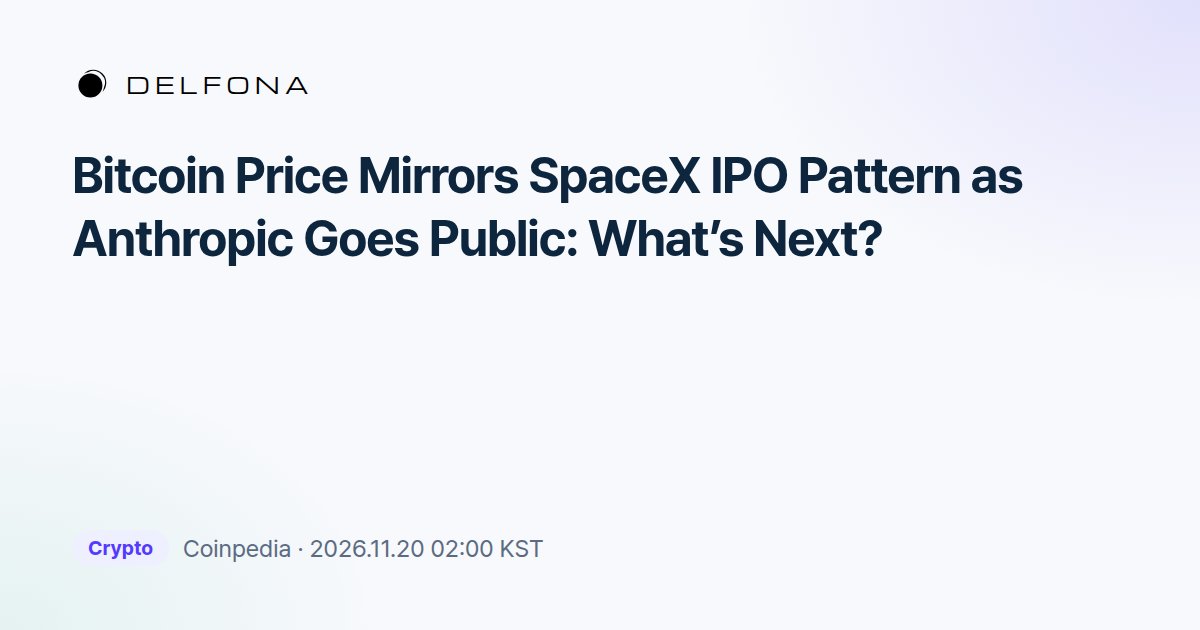 DELFONA
Bitcoin Price Mirrors SpaceX IPO Pattern as
Anthropic Goes Public: What’s Next?
Crypto Coinpedia · 2026.11.20 02:00 KST